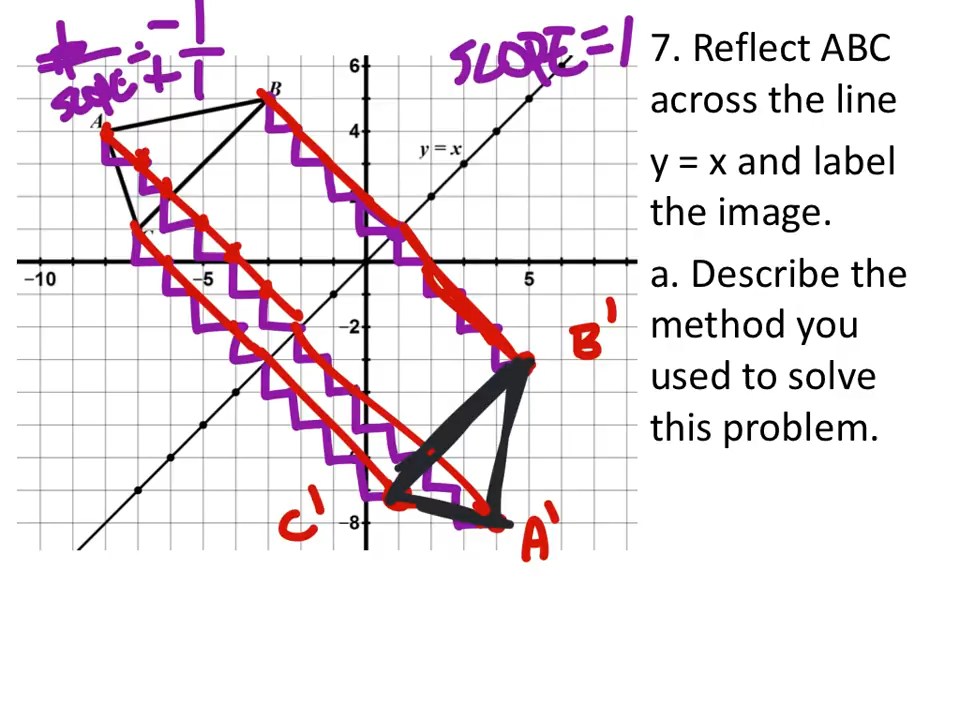 ⊥ slope = -1/+1
SLOPE = 1
7. Reflect ABC
across the line
y = x and label
the image.
a. Describe the
method you
used to solve
this problem.
6
B
A
4
y = x
C
-10
-5
5
-2
B'
C'
-8
A'